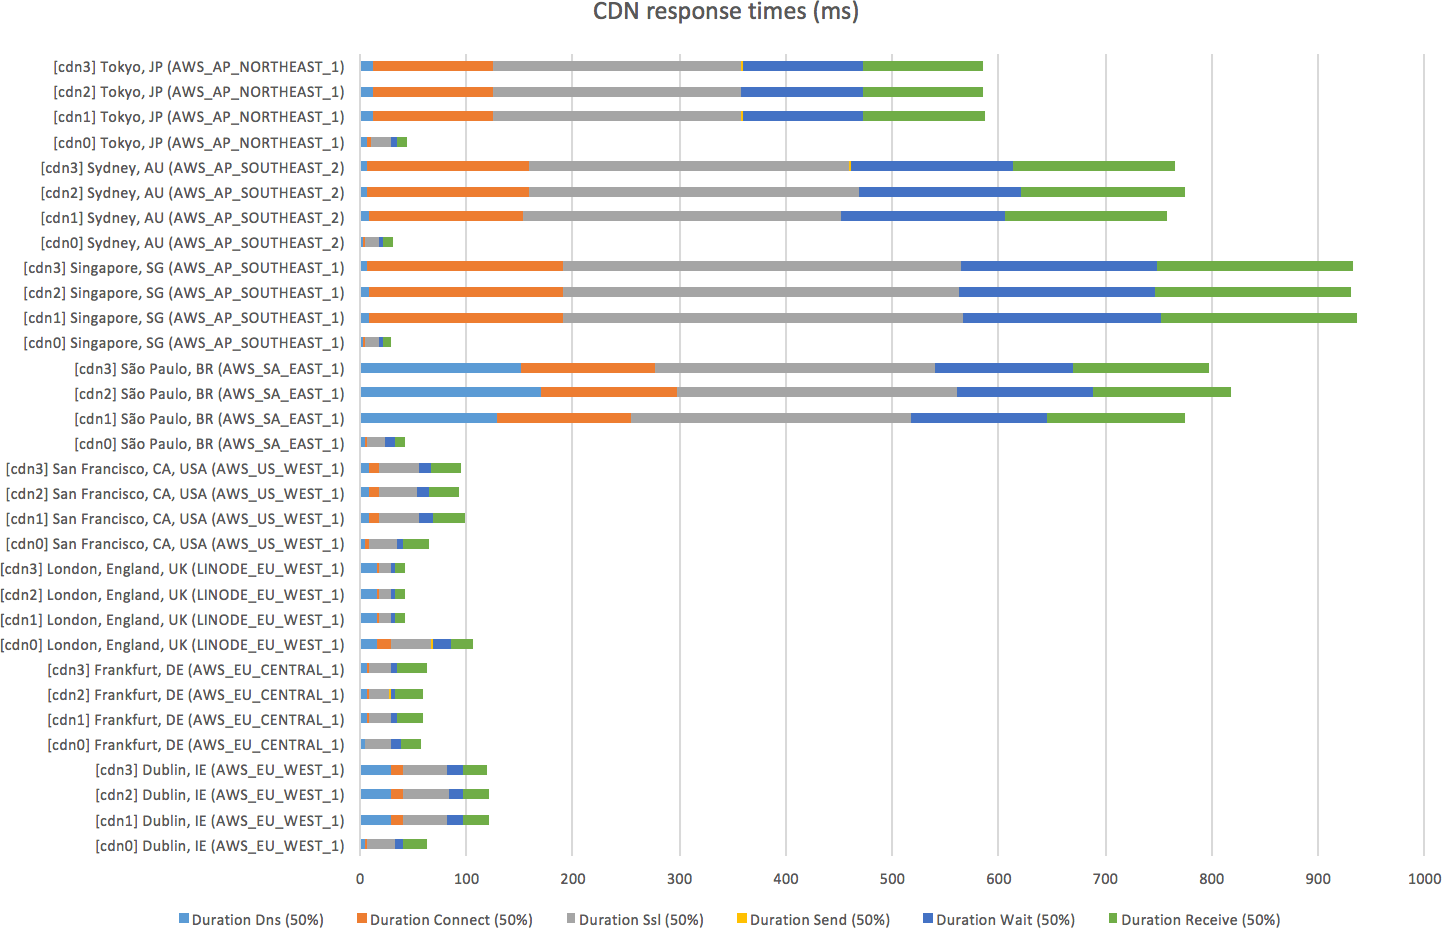 CDN response times (ms)
[cdn3] Tokyo, JP (AWS_AP_NORTHEAST_1)
[cdn2] Tokyo, JP (AWS_AP_NORTHEAST_1)
[cdn1] Tokyo, JP (AWS_AP_NORTHEAST_1)
[cdn0] Tokyo, JP (AWS_AP_NORTHEAST_1)
[cdn3] Sydney, AU (AWS_AP_SOUTHEAST_2)
[cdn2] Sydney, AU (AWS_AP_SOUTHEAST_2)
[cdn1] Sydney, AU (AWS_AP_SOUTHEAST_2)
[cdn0] Sydney, AU (AWS_AP_SOUTHEAST_2)
[cdn3] Singapore, SG (AWS_AP_SOUTHEAST_1)
[cdn2] Singapore, SG (AWS_AP_SOUTHEAST_1)
[cdn1] Singapore, SG (AWS_AP_SOUTHEAST_1)
[cdn0] Singapore, SG (AWS_AP_SOUTHEAST_1)
[cdn3] São Paulo, BR (AWS_SA_EAST_1)
[cdn2] São Paulo, BR (AWS_SA_EAST_1)
[cdn1] São Paulo, BR (AWS_SA_EAST_1)
[cdn0] São Paulo, BR (AWS_SA_EAST_1)
[cdn3] San Francisco, CA, USA (AWS_US_WEST_1)
[cdn2] San Francisco, CA, USA (AWS_US_WEST_1)
[cdn1] San Francisco, CA, USA (AWS_US_WEST_1)
[cdn0] San Francisco, CA, USA (AWS_US_WEST_1)
[cdn3] London, England, UK (LINODE_EU_WEST_1)
[cdn2] London, England, UK (LINODE_EU_WEST_1)
[cdn1] London, England, UK (LINODE_EU_WEST_1)
[cdn0] London, England, UK (LINODE_EU_WEST_1)
[cdn3] Frankfurt, DE (AWS_EU_CENTRAL_1)
[cdn2] Frankfurt, DE (AWS_EU_CENTRAL_1)
[cdn1] Frankfurt, DE (AWS_EU_CENTRAL_1)
[cdn0] Frankfurt, DE (AWS_EU_CENTRAL_1)
[cdn3] Dublin, IE (AWS_EU_WEST_1)
[cdn2] Dublin, IE (AWS_EU_WEST_1)
[cdn1] Dublin, IE (AWS_EU_WEST_1)
[cdn0] Dublin, IE (AWS_EU_WEST_1)
0 100 200 300 400 500 600 700 800 900 1000
Duration Dns (50%) Duration Connect (50%) Duration Ssl (50%) Duration Send (50%) Duration Wait (50%) Duration Receive (50%)